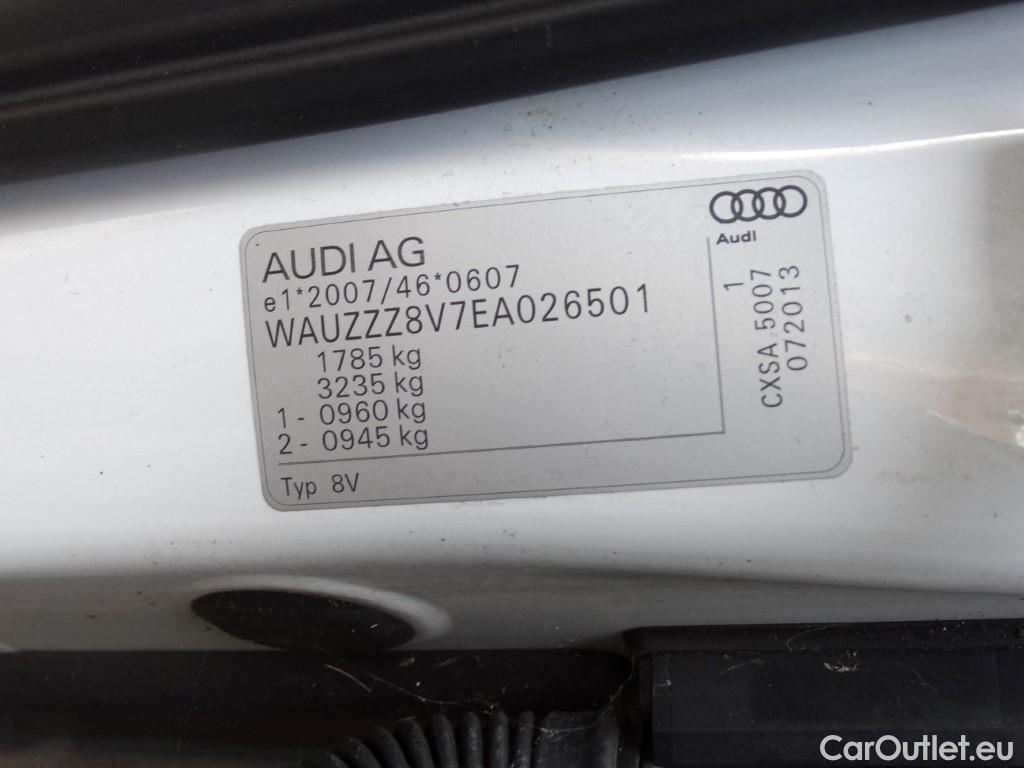 AUDI AG
e1*2007/46*0607
WAUZZZ8V7EA026501
1785 kg
3235 kg
1 - 0960 kg
2 - 0945 kg
Typ 8V
Audi
1
CXSA 5007
072013
CarOutlet.eu